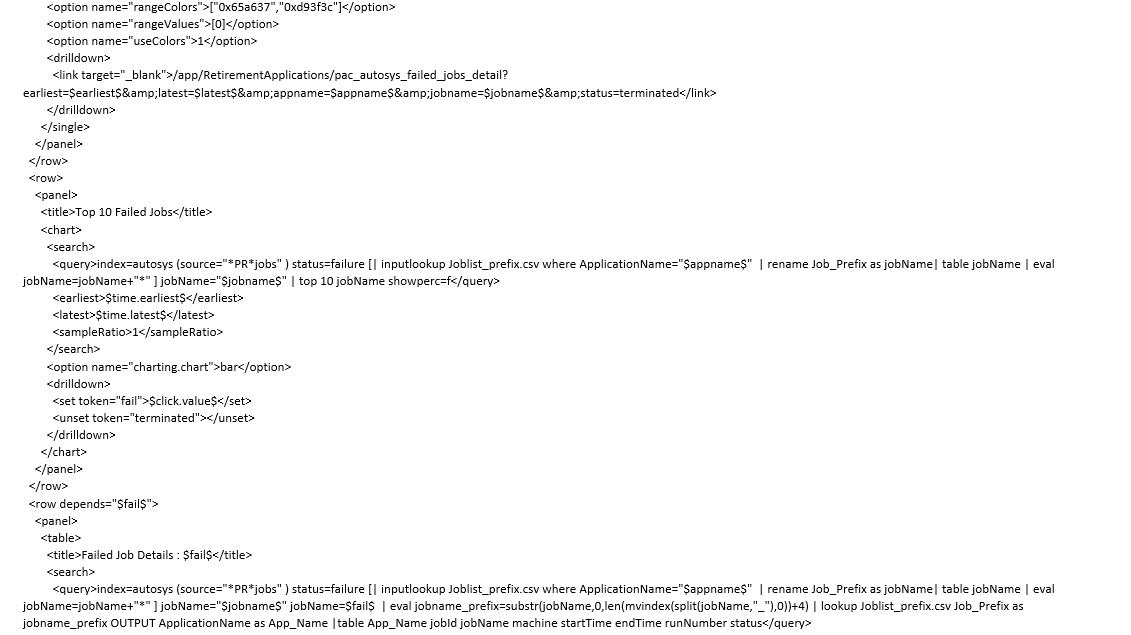 <option name="rangeColors">["0x65a637","0xd93f3c"]</option>
<option name="rangeValues">[0]</option>
<option name="useColors">1</option>
<drilldown>
<link target="_blank">/app/RetirementApplications/pac_autosys_failed_jobs_detail?
earliest=$earliest$&amp;latest=$latest$&amp;appname=$appname$&amp;jobname=$jobname$&amp;status=terminated</link>
</drilldown>
</single>
</panel>
</row>
<row>
<panel>
<title>Top 10 Failed Jobs</title>
<chart>
<search>
<query>index=autosys (source="*PR*jobs" ) status=failure [| inputlookup Joblist_prefix.csv where ApplicationName="$appname$"  | rename Job_Prefix as jobName| table jobName | eval
jobName=jobName+"*" ] jobName="$jobname$" | top 10 jobName showperc=f</query>
<earliest>$time.earliest$</earliest>
<latest>$time.latest$</latest>
<sampleRatio>1</sampleRatio>
</search>
<option name="charting.chart">bar</option>
<drilldown>
<set token="fail">$click.value$</set>
<unset token="terminated"></unset>
</drilldown>
</chart>
</panel>
</row>
<row depends="$fail$">
<panel>
<table>
<title>Failed Job Details : $fail$</title>
<search>
<query>index=autosys (source="*PR*jobs" ) status=failure [| inputlookup Joblist_prefix.csv where ApplicationName="$appname$"  | rename Job_Prefix as jobName| table jobName | eval
jobName=jobName+"*" ] jobName="$jobname$" jobName=$fail$  | eval jobname_prefix=substr(jobName,0,len(mvindex(split(jobName,"_"),0))+4) | lookup Joblist_prefix.csv Job_Prefix as
jobname_prefix OUTPUT ApplicationName as App_Name |table App_Name jobId jobName machine startTime endTime runNumber status</query>